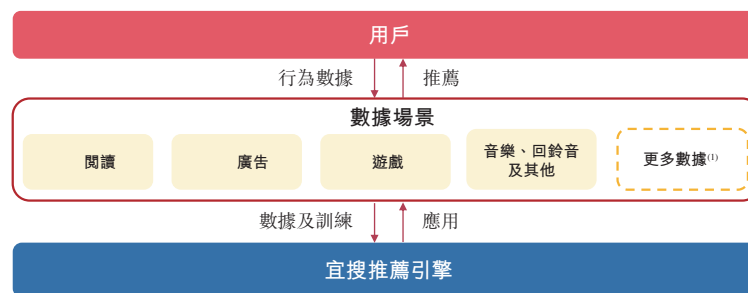 用戶
行為數據 推薦
數據場景
閱讀 廣告 遊戲 音樂、回鈴音
及其他 更多數據(1)
數據及訓練 應用
宜搜推薦引擎